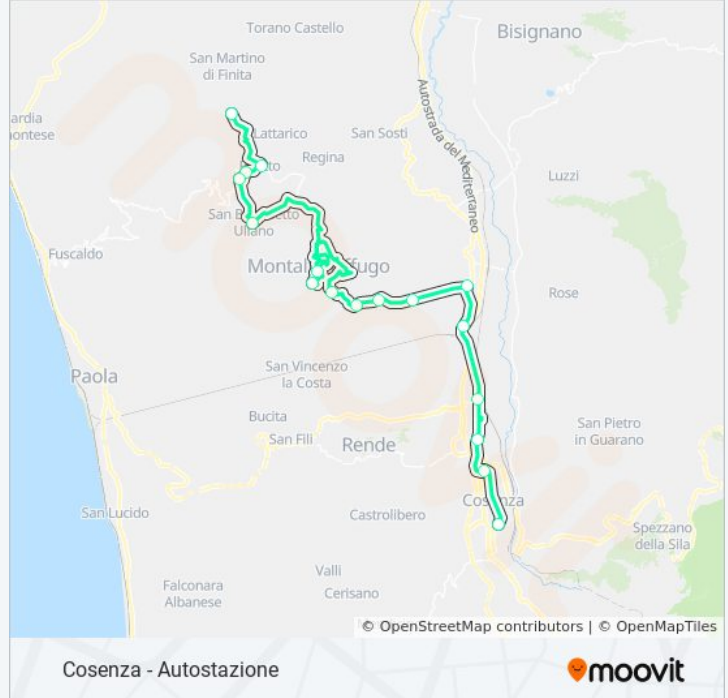 Torano Castello
Bisignano
San Martino
di Finita
Autostrada del Mediterraneo
Lattarico
San Sosti
Regina
Luzzi
Fuscaldo
Rose
Paola
San Vincenzo
la Costa
Bucita
San Fili
Rende
San Pietro
in Guarano
San Lucido
Castrolibero
Spezzano
della Sila
Valli
Cerisano
Falconara
Albanese
© OpenStreetMap contributors | © OpenMapTiles
Cosenza - Autostazione
moovit